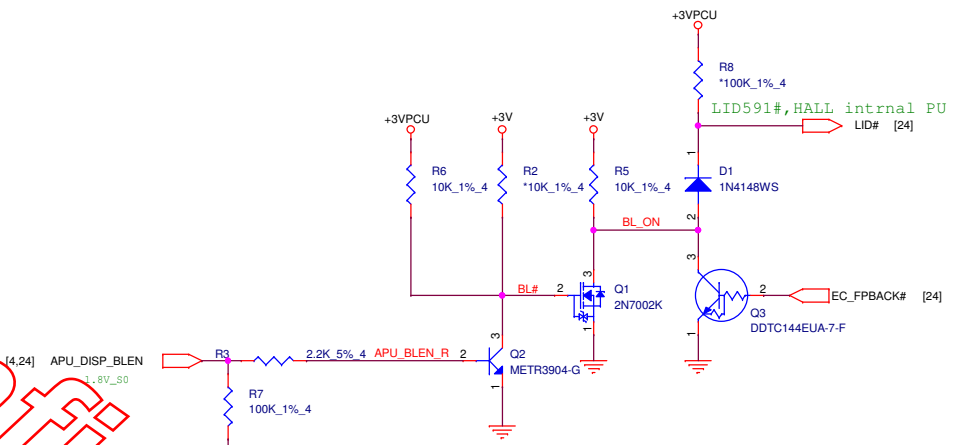 +3VPCU
R8
*100K_1%_4
LID591#,HALL intrnal PU
LID# [24]
+3VPCU
+3V
+3V
R6
10K_1%_4
R2
*10K_1%_4
R5
10K_1%_4
1
D1
1N4148WS
2
BL_ON
3
3
BL#
2
Q1
2N7002K
1
2
EC_FPBACK# [24]
Q3
DDTC144EUA-7-F
1
3
[4,24] APU_DISP_BLEN
R3
2.2K_5%_4
APU_BLEN_R
2
Q2
METR3904-G
1
1.8V_S0
R7
100K_1%_4